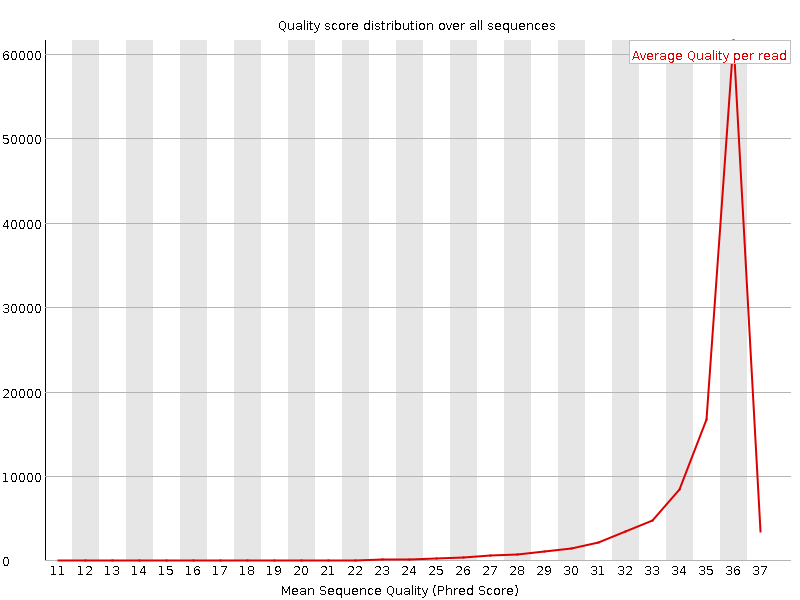 Quality score distribution over all sequences
Average Quality per read
60000
50000
40000
30000
20000
10000
0
11 12 13 14 15 16 17 18 19 20 21 22 23 24 25 26 27 28 29 30 31 32 33 34 35 36 37
Mean Sequence Quality (Phred Score)